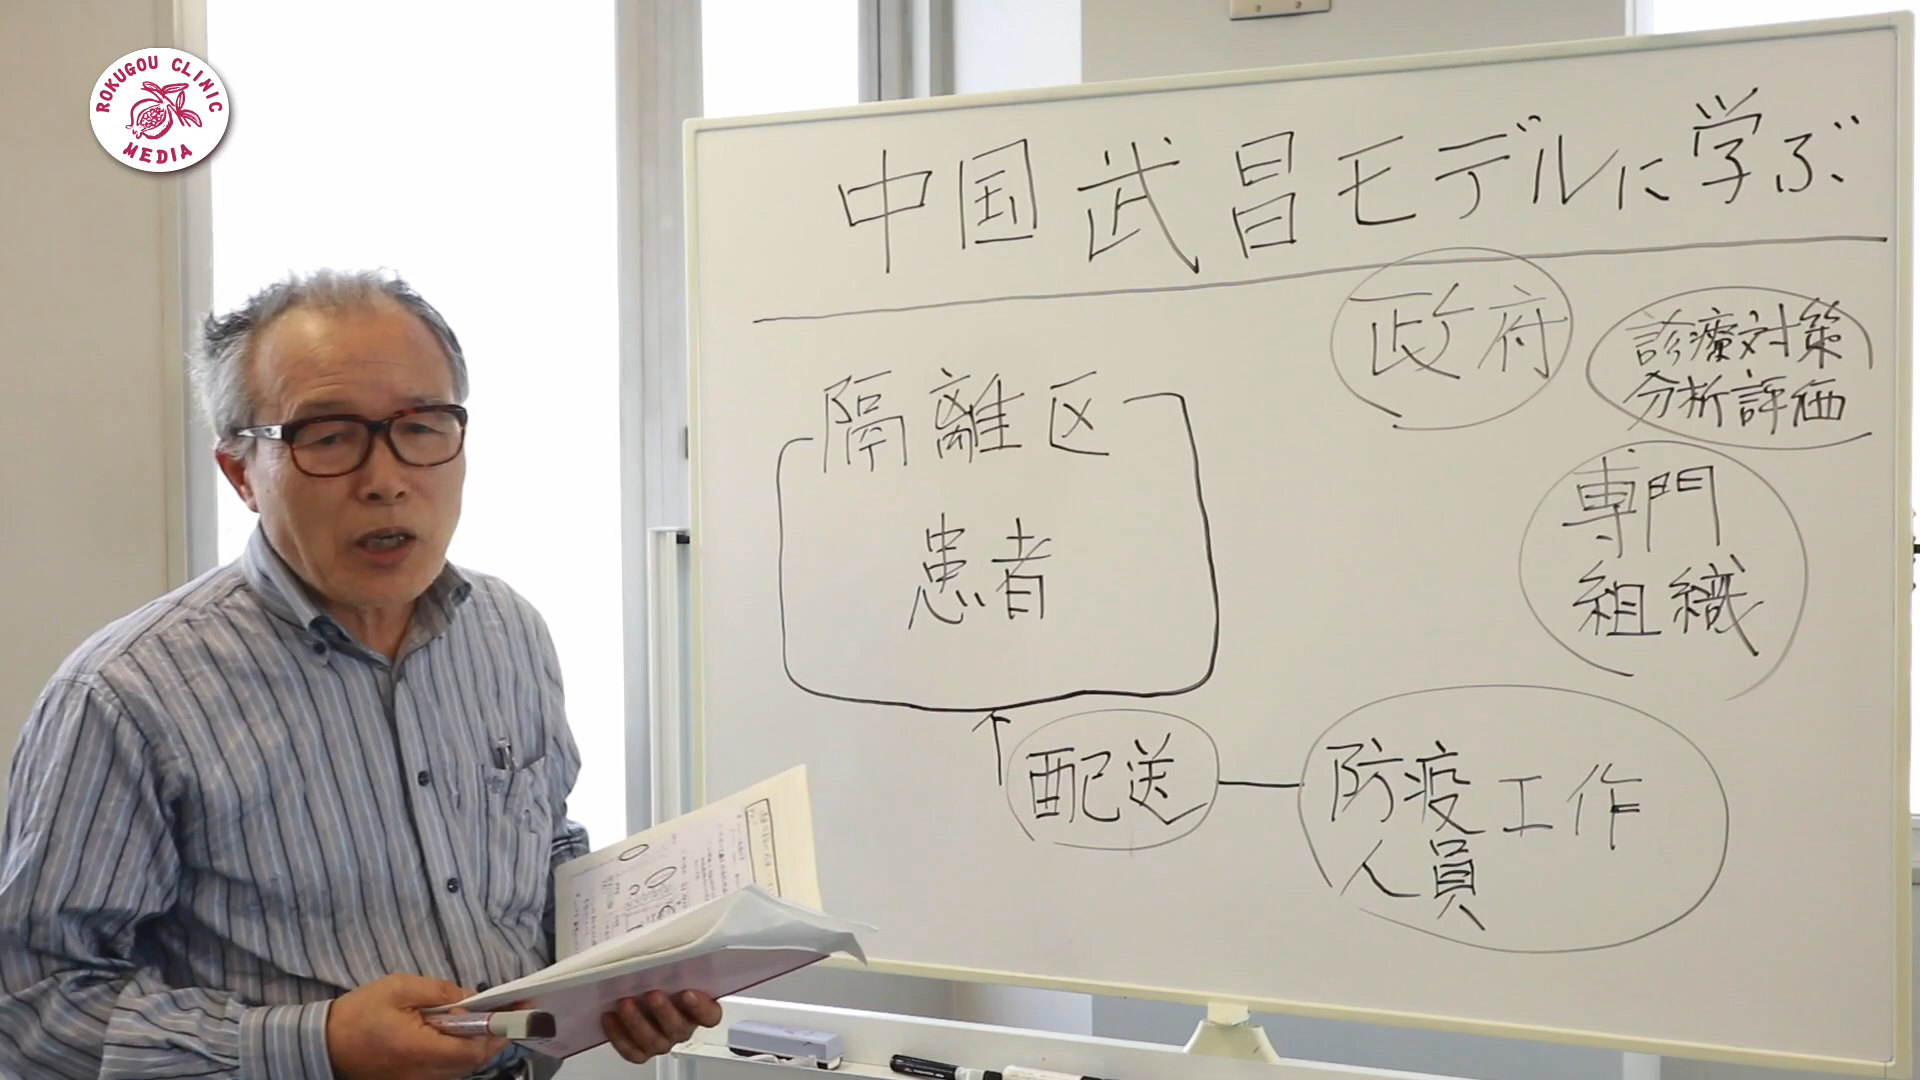 ROKUGOU CLINIC
MEDIA
中国武昌モデルに学ぶ
政府
診療対策
分析評価
隔離区
患者
専門
組織
配送
防疫工作
人員